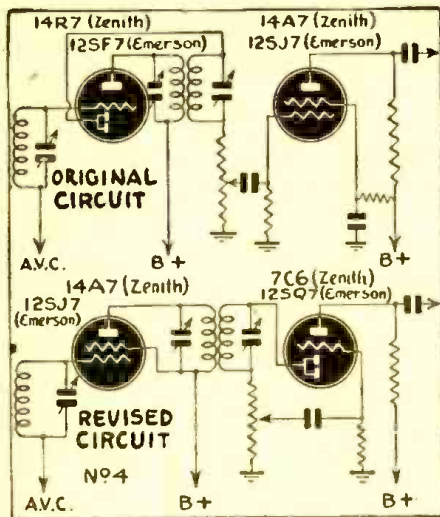 14R7 (Zenith)
12SF7 (Emerson)
14A7 (Zenith)
12SJ7 (Emerson)
ORIGINAL
CIRCUIT
A.V.C.
B+
B+
14A7 (Zenith)
12SJ7
(Emerson)
7C6 (Zenith)
12SQ7 (Emerson)
REVISED
CIRCUIT
Nº4
A.V.C.
B+
B+